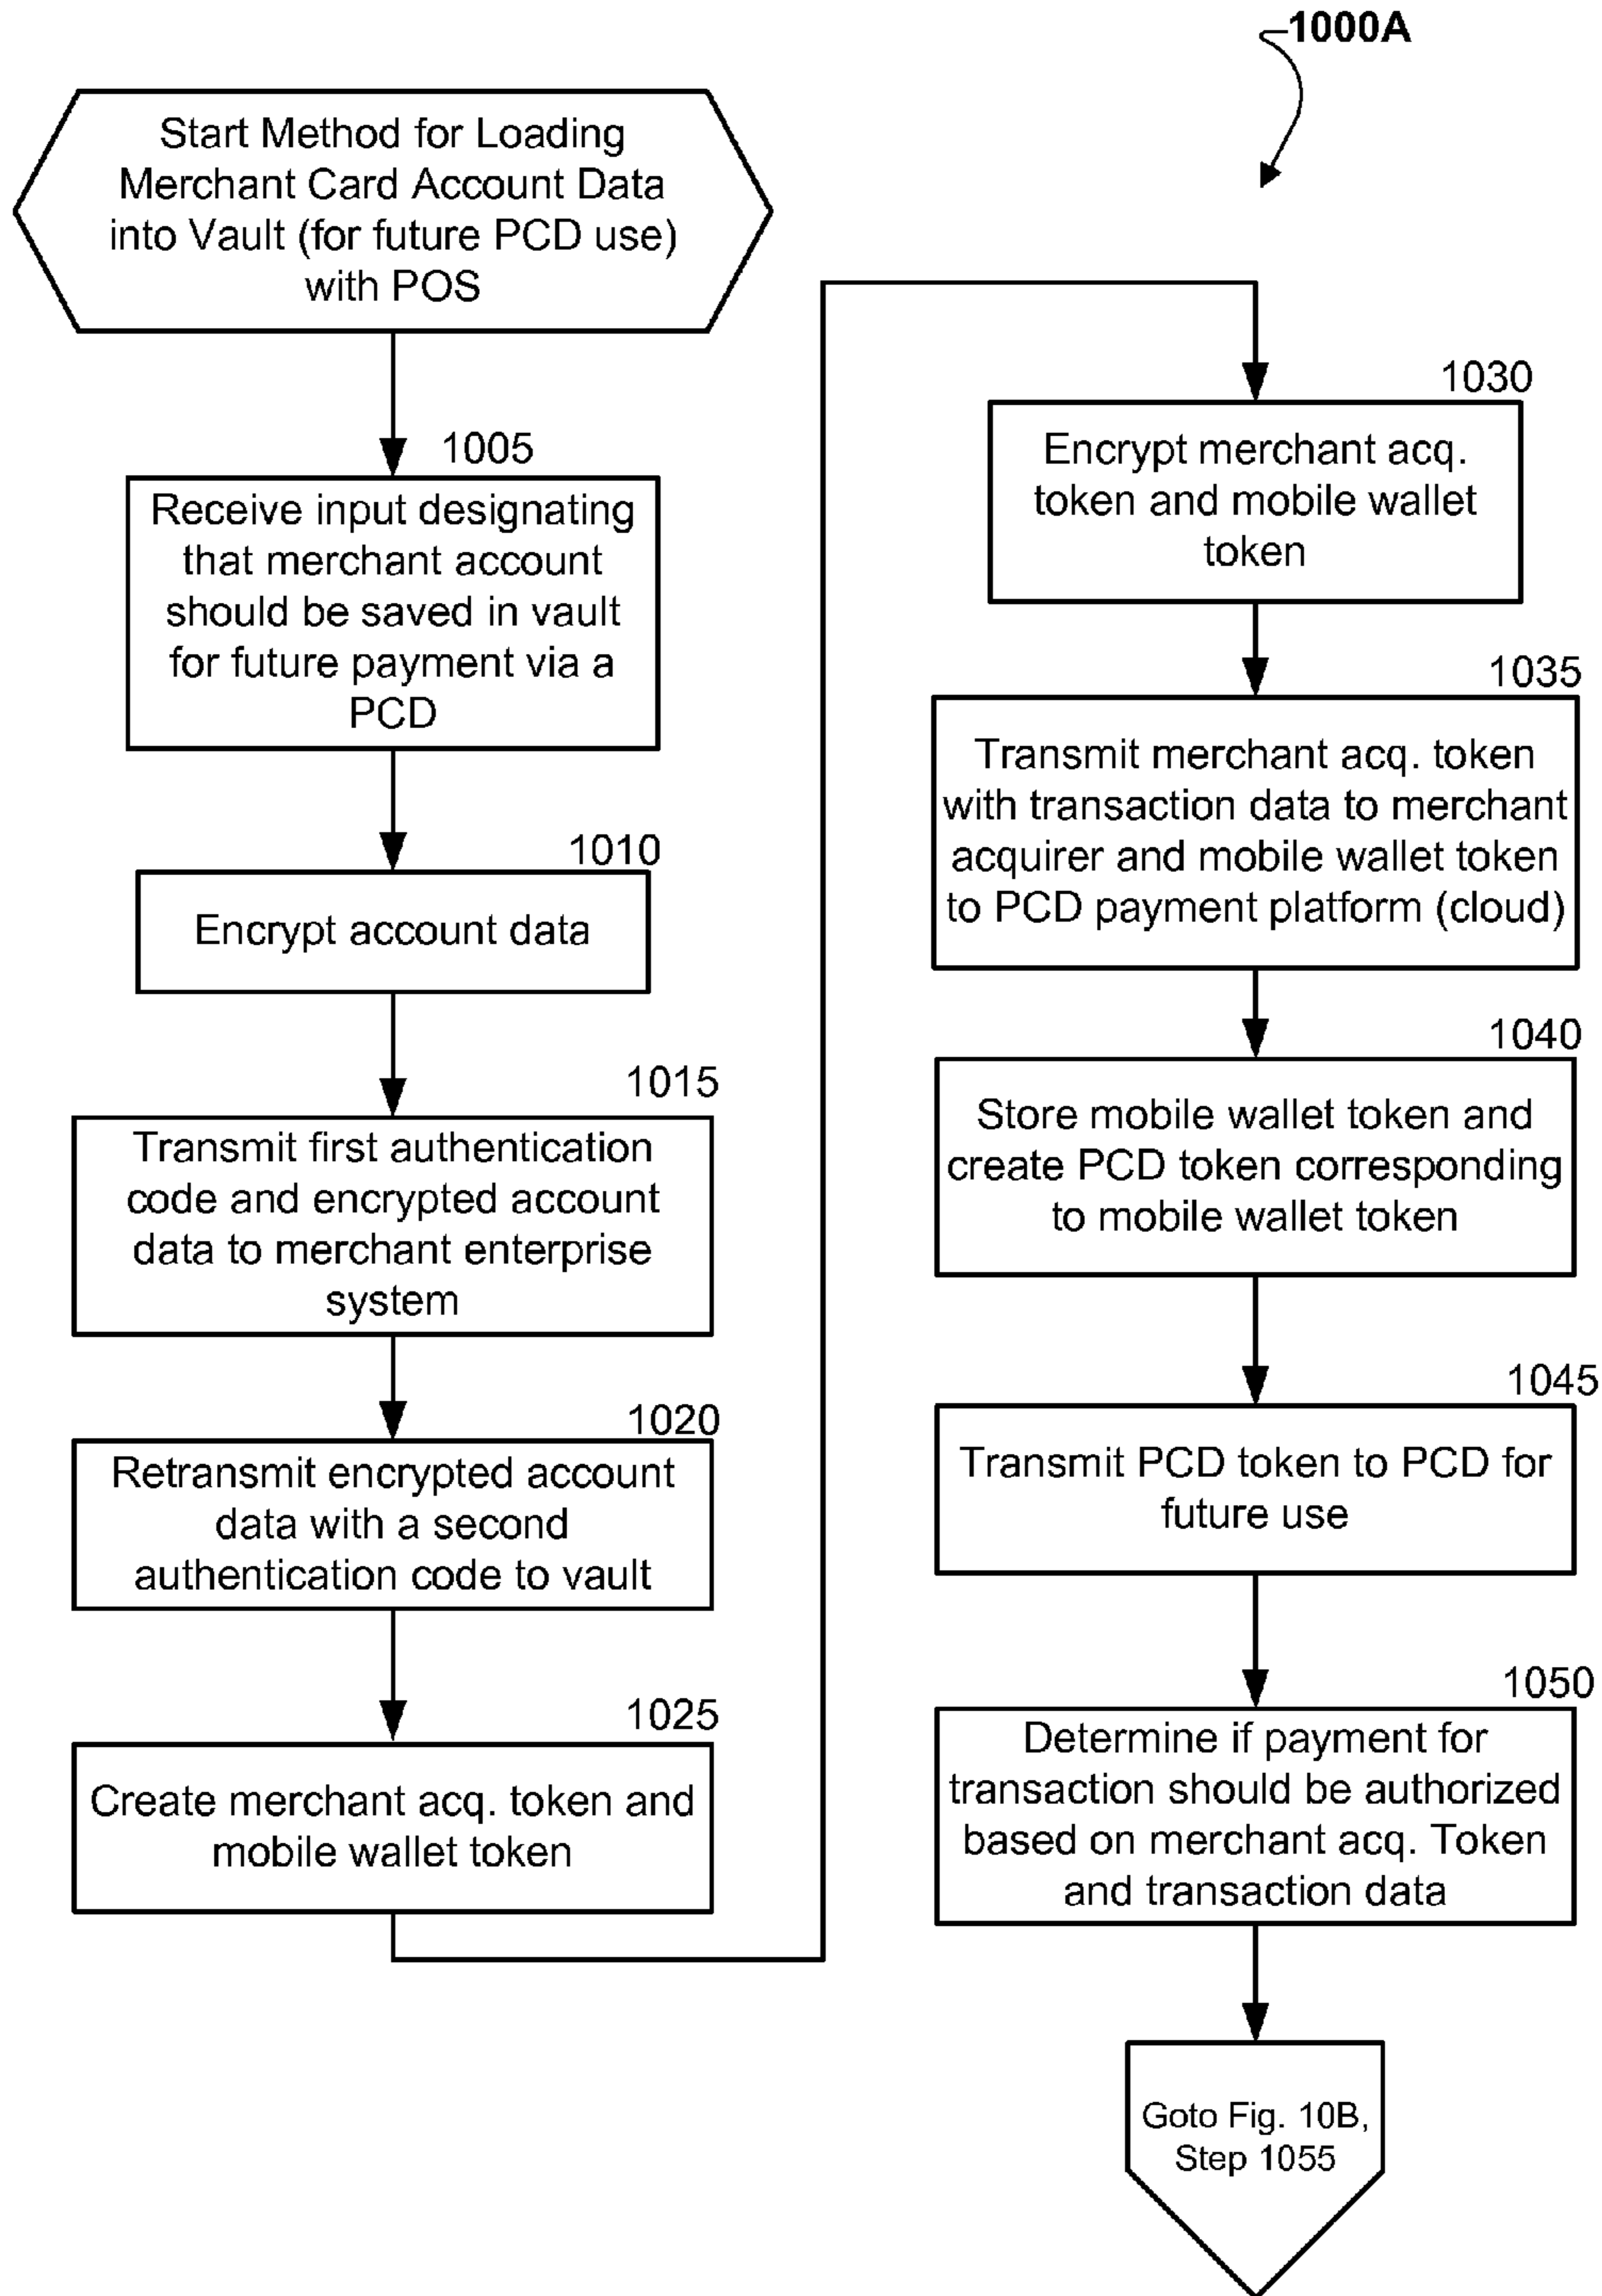 1000A
Start Method for Loading
Merchant Card Account Data
into Vault (for future PCD use)
with POS
1005
Receive input designating
that merchant account
should be saved in vault
for future payment via a
PCD
1010
Encrypt account data
1015
Transmit first authentication
code and encrypted account
data to merchant enterprise
system
1020
Retransmit encrypted account
data with a second
authentication code to vault
1025
Create merchant acq. token and
mobile wallet token
1030
Encrypt merchant acq.
token and mobile wallet
token
1035
Transmit merchant acq. token
with transaction data to merchant
acquirer and mobile wallet token
to PCD payment platform (cloud)
1040
Store mobile wallet token and
create PCD token corresponding
to mobile wallet token
1045
Transmit PCD token to PCD for
future use
1050
Determine if payment for
transaction should be authorized
based on merchant acq. Token
and transaction data
Goto Fig. 10B,
Step 1055